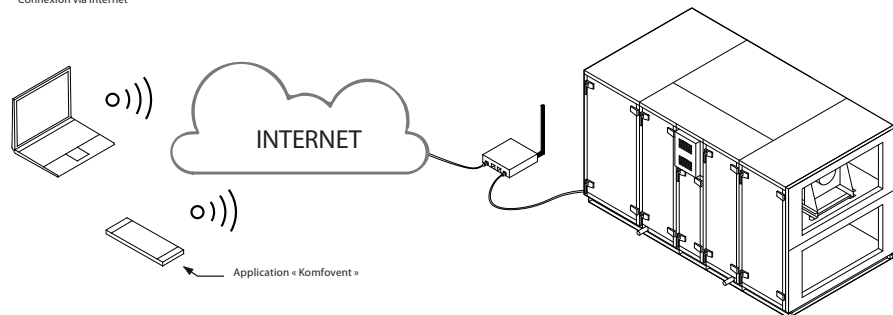 Connexion via Internet
INTERNET
Application « Komfovent »